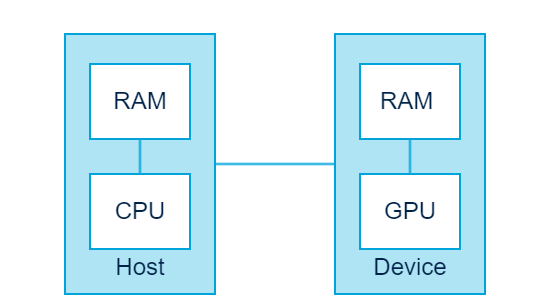 RAM
CPU
Host
RAM
GPU
Device